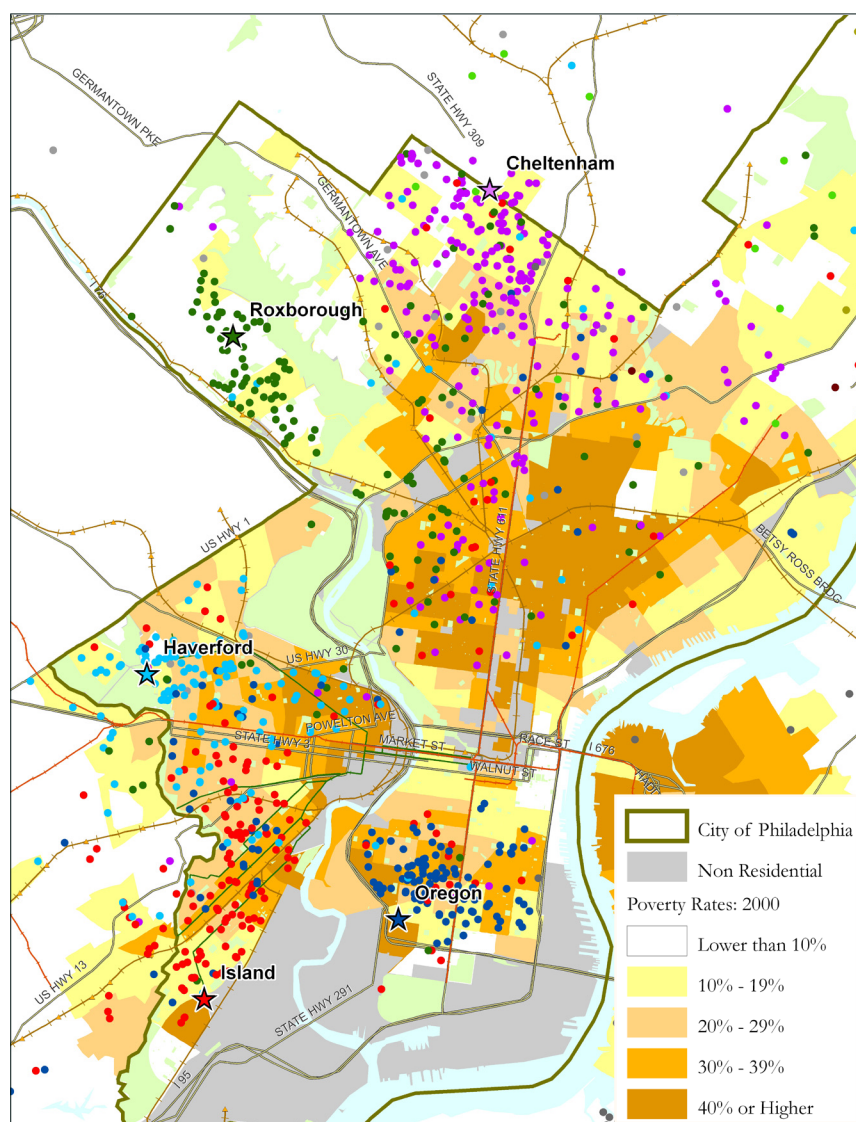 GERMANTOWN PKE
STATE HWY 309
Cheltenham
GERMANTOWN AVE
I 76
Roxborough
US HWY 1
STATE HWY 611
BETSY ROSS BRDG
Haverford
US HWY 30
POWELTON AVE
STATE HWY 3
MARKET ST
RACE ST
I 676
WALNUT ST
City of Philadelphia
Non Residential
Poverty Rates: 2000
Oregon
Lower than 10%
Island
US HWY 13
10% - 19%
STATE HWY 291
20% - 29%
30% - 39%
I 95
40% or Higher